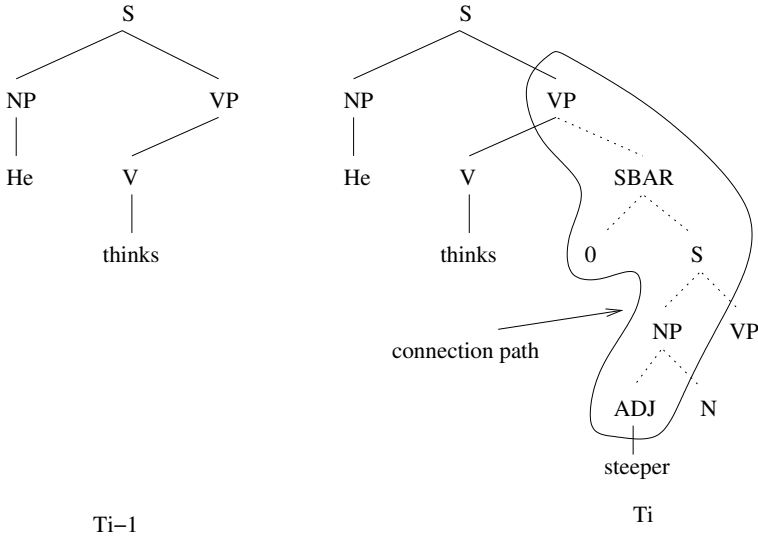 S S
NP VP NP VP
He V He V SBAR
thinks thinks 0 S
NP VP
connection path
ADJ N
steeper
Ti−1 Ti